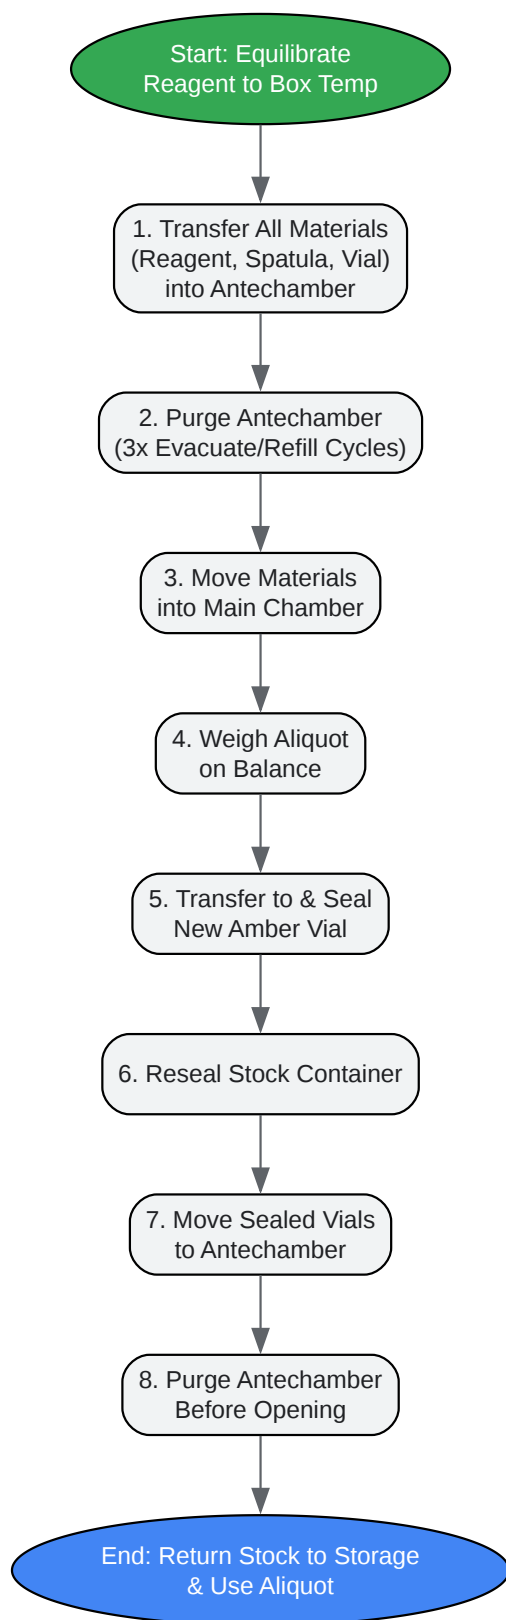 Start: Equilibrate
Reagent to Box Temp
1. Transfer All Materials
(Reagent, Spatula, Vial)
into Antechamber
2. Purge Antechamber
(3x Evacuate/Refill Cycles)
3. Move Materials
into Main Chamber
4. Weigh Aliquot
on Balance
5. Transfer to & Seal
New Amber Vial
6. Reseal Stock Container
7. Move Sealed Vials
to Antechamber
8. Purge Antechamber
Before Opening
End: Return Stock to Storage
& Use Aliquot